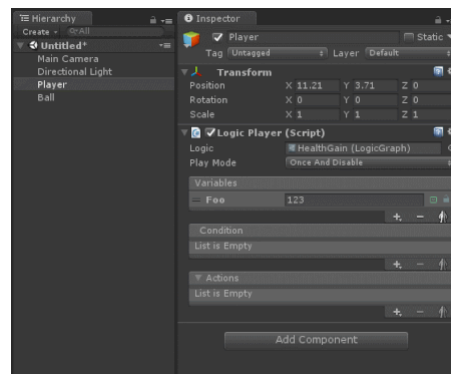 Hierarchy
Create
All
Untitled*
Main Camera
Directional Light
Player
Ball
Inspector
Player
Static
Tag Untagged Layer Default
Transform
Position X 11.21 Y 3.71 Z 0
Rotation X 0 Y 0 Z 0
Scale X 1 Y 1 Z 1
Logic Player (Script)
Logic HealthGain (LogicGraph)
Play Mode Once And Disable
Variables
Foo 123
Condition
List is Empty
Actions
List is Empty
Add Component